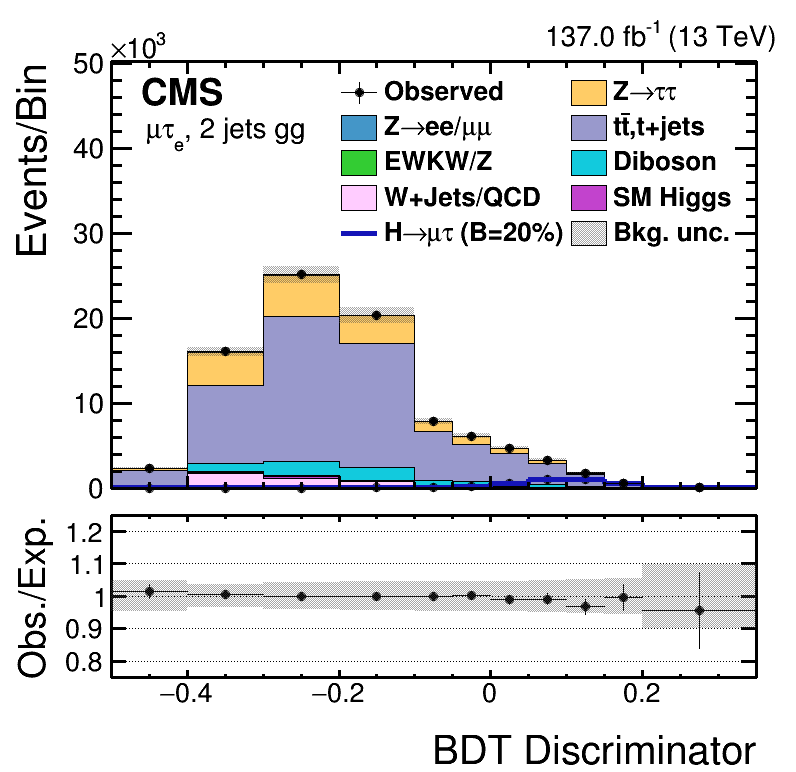 137.0 fb⁻¹ (13 TeV)
×10³
Events/Bin
CMS
μτₑ, 2 jets gg
Observed
Z→ττ
Z→ee/μμ
tt̄,t+jets
EWKW/Z
Diboson
W+Jets/QCD
SM Higgs
H→μτ (B=20%)
Bkg. unc.
50
40
30
20
10
0
Obs./Exp.
1.2
1.1
1
0.9
0.8
−0.4
−0.2
0
0.2
BDT Discriminator